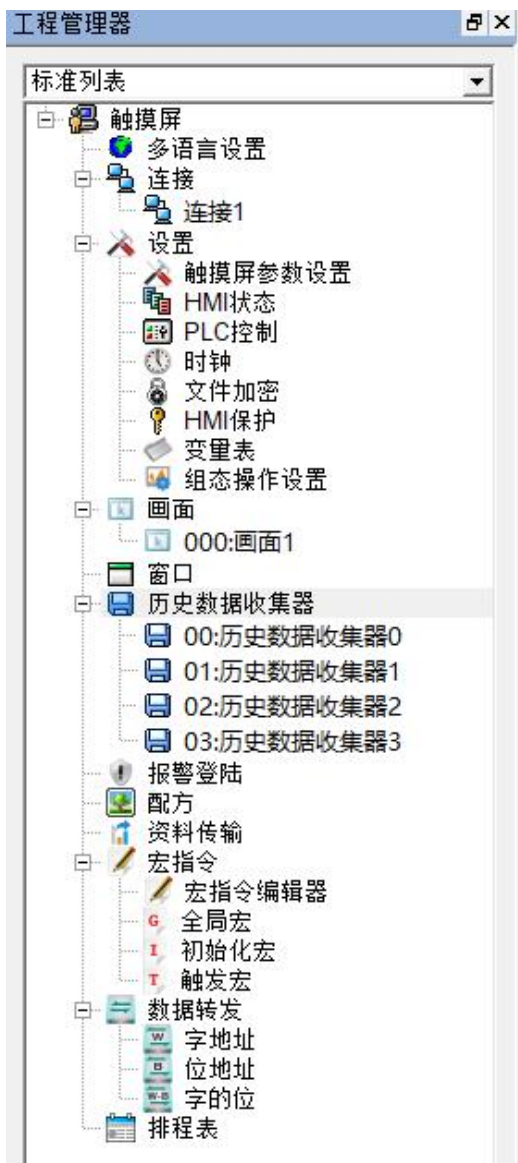 工程管理器
标准列表
触摸屏
多语言设置
连接
连接1
设置
触摸屏参数设置
HMI状态
PLC控制
时钟
文件加密
HMI保护
变量表
组态操作设置
画面
000:画面1
窗口
历史数据收集器
00:历史数据收集器0
01:历史数据收集器1
02:历史数据收集器2
03:历史数据收集器3
报警登陆
配方
资料传输
宏指令
宏指令编辑器
G 全局宏
I 初始化宏
T 触发宏
数据转发
W 字地址
B 位地址
W-B 字的位
排程表